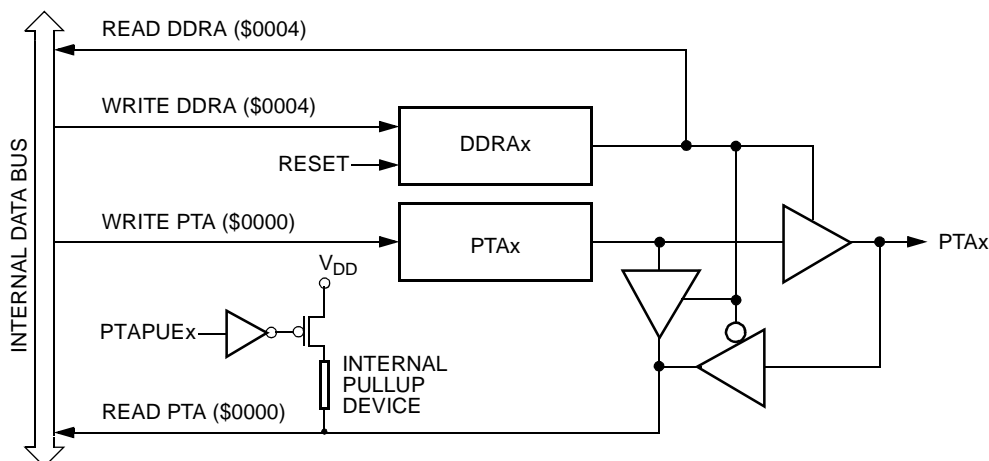 READ DDRA ($0004)
WRITE DDRA ($0004)
DDRAx
RESET
WRITE PTA ($0000)
PTAx
PTAx
VDD
PTAPUEx
INTERNAL
PULLUP
DEVICE
READ PTA ($0000)
INTERNAL DATA BUS